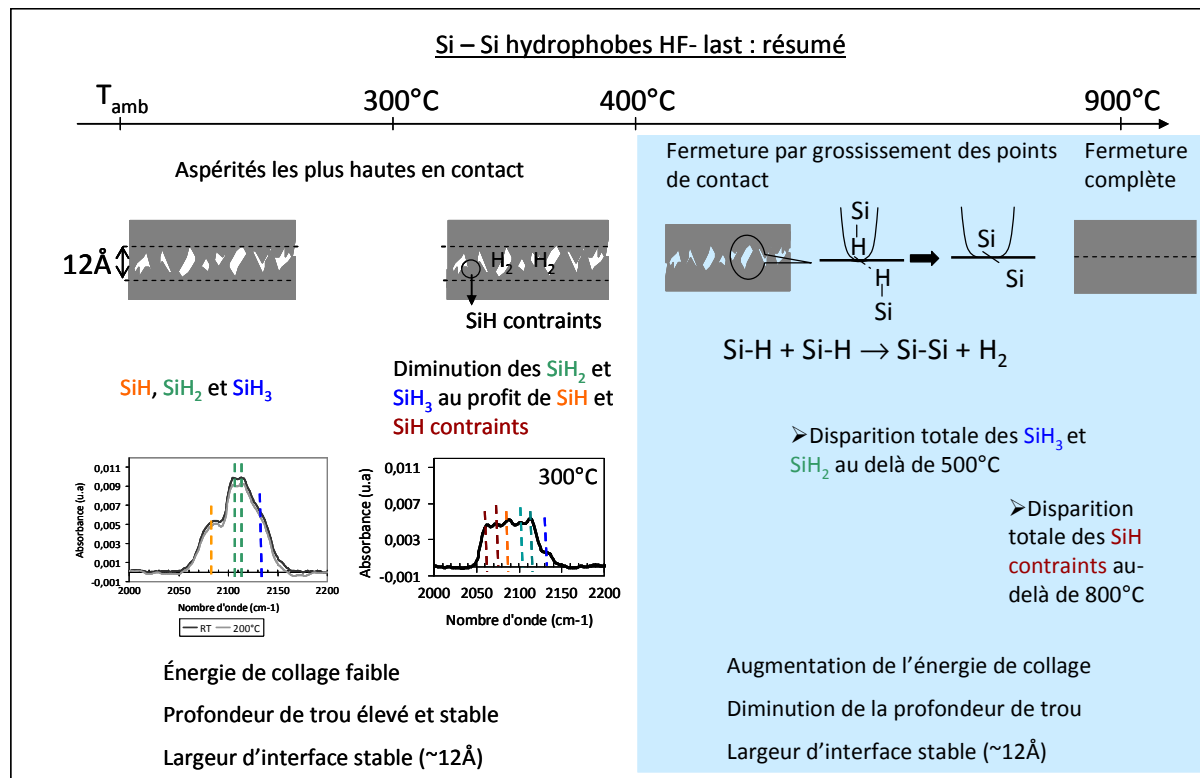 Si – Si hydrophobes HF- last : résumé
Tamb
300°C
400°C
900°C
Aspérités les plus hautes en contact
12Å
H2 H2
SiH contraints
SiH, SiH2 et SiH3
Diminution des SiH2 et
SiH3 au profit de SiH et
SiH contraints
Absorbance (u.a)
0,011
0,009
0,007
0,005
0,003
0,001
-0,001
2000 2050 2100 2150 2200
Nombre d'onde (cm-1)
RT 200°C
Absorbance (u.a)
0,011
0,007
0,003
-0,001
300°C
2000 2050 2100 2150 2200
Nombre d'onde (cm-1)
Énergie de collage faible
Profondeur de trou élevé et stable
Largeur d'interface stable (~12Å)
Fermeture par grossissement des points
de contact
Fermeture
complète
Si
H
H
Si
Si
Si
Si-H + Si-H → Si-Si + H2
➢Disparition totale des SiH3 et
SiH2 au delà de 500°C
➢Disparition
totale des SiH
contraints au-
delà de 800°C
Augmentation de l'énergie de collage
Diminution de la profondeur de trou
Largeur d'interface stable (~12Å)